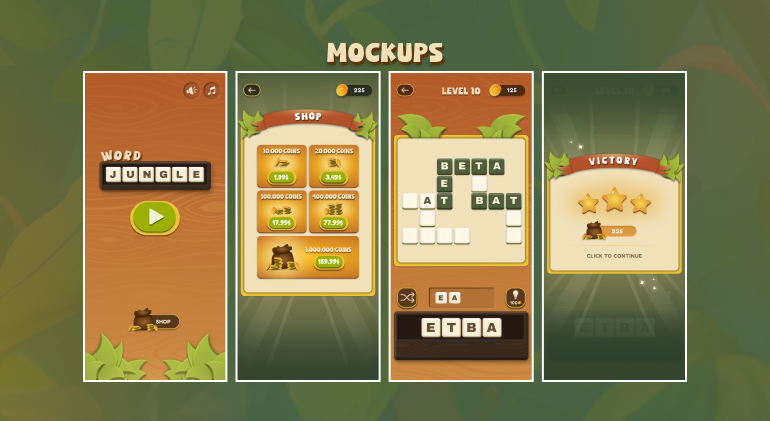 MOCKUPS
WORD
JUNGLE
SHOP
225
SHOP
10.000 COINS
20.000 COINS
1.99$
3.49$
100.000 COINS
400.000 COINS
17.99$
77.99$
1.000.000 COINS
159.99$
LEVEL 10
125
BETA
E
A T BAT
E A
100
ETBA
VICTORY
225
CLICK TO CONTINUE
ETBA